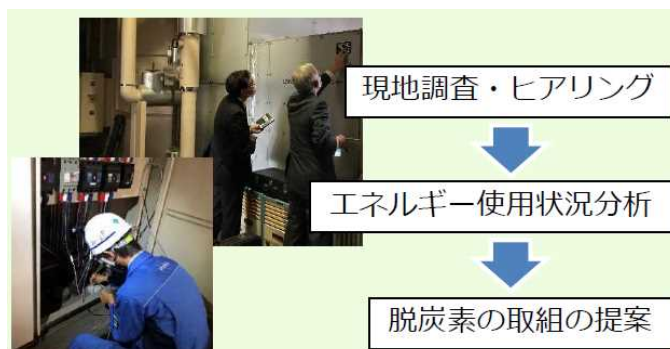 現地調査・ヒアリング
エネルギー使用状況分析
脱炭素の取組の提案